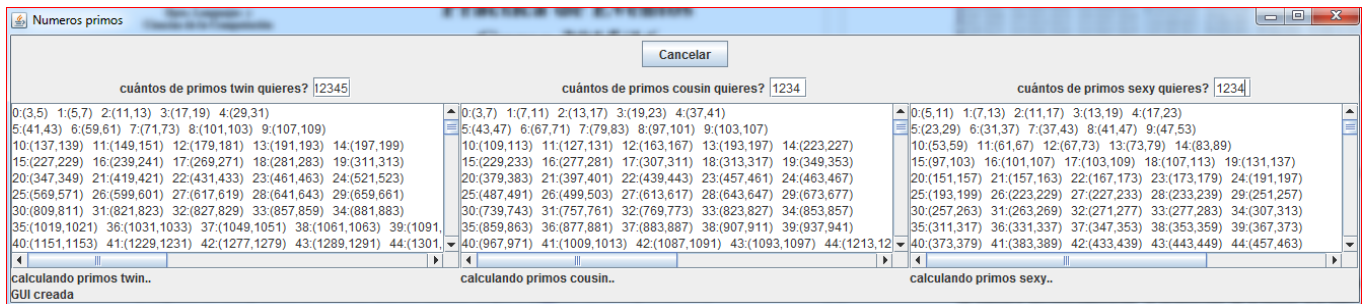 Numeros primos
Cancelar
cuántos de primos twin quieres? 12345
0:(3,5) 1:(5,7) 2:(11,13) 3:(17,19) 4:(29,31)
5:(41,43) 6:(59,61) 7:(71,73) 8:(101,103) 9:(107,109)
10:(137,139) 11:(149,151) 12:(179,181) 13:(191,193) 14:(197,199)
15:(227,229) 16:(239,241) 17:(269,271) 18:(281,283) 19:(311,313)
20:(347,349) 21:(419,421) 22:(431,433) 23:(461,463) 24:(521,523)
25:(569,571) 26:(599,601) 27:(617,619) 28:(641,643) 29:(659,661)
30:(809,811) 31:(821,823) 32:(827,829) 33:(857,859) 34:(881,883)
35:(1019,1021) 36:(1031,1033) 37:(1049,1051) 38:(1061,1063) 39:(1091,
40:(1151,1153) 41:(1229,1231) 42:(1277,1279) 43:(1289,1291) 44:(1301,
calculando primos twin..
cuántos de primos cousin quieres? 1234
0:(3,7) 1:(7,11) 2:(13,17) 3:(19,23) 4:(37,41)
5:(43,47) 6:(67,71) 7:(79,83) 8:(97,101) 9:(103,107)
10:(109,113) 11:(127,131) 12:(163,167) 13:(193,197) 14:(223,227)
15:(229,233) 16:(277,281) 17:(307,311) 18:(313,317) 19:(349,353)
20:(379,383) 21:(397,401) 22:(439,443) 23:(457,461) 24:(463,467)
25:(487,491) 26:(499,503) 27:(613,617) 28:(643,647) 29:(673,677)
30:(739,743) 31:(757,761) 32:(769,773) 33:(823,827) 34:(853,857)
35:(859,863) 36:(877,881) 37:(883,887) 38:(907,911) 39:(937,941)
40:(967,971) 41:(1009,1013) 42:(1087,1091) 43:(1093,1097) 44:(1213,12
calculando primos cousin..
cuántos de primos sexy quieres? 1234
0:(5,11) 1:(7,13) 2:(11,17) 3:(13,19) 4:(17,23)
5:(23,29) 6:(31,37) 7:(37,43) 8:(41,47) 9:(47,53)
10:(53,59) 11:(61,67) 12:(67,73) 13:(73,79) 14:(83,89)
15:(97,103) 16:(101,107) 17:(103,109) 18:(107,113) 19:(131,137)
20:(151,157) 21:(157,163) 22:(167,173) 23:(173,179) 24:(191,197)
25:(193,199) 26:(223,229) 27:(227,233) 28:(233,239) 29:(251,257)
30:(257,263) 31:(263,269) 32:(271,277) 33:(277,283) 34:(307,313)
35:(311,317) 36:(331,337) 37:(347,353) 38:(353,359) 39:(367,373)
40:(373,379) 41:(383,389) 42:(433,439) 43:(443,449) 44:(457,463)
calculando primos sexy..
GUI creada